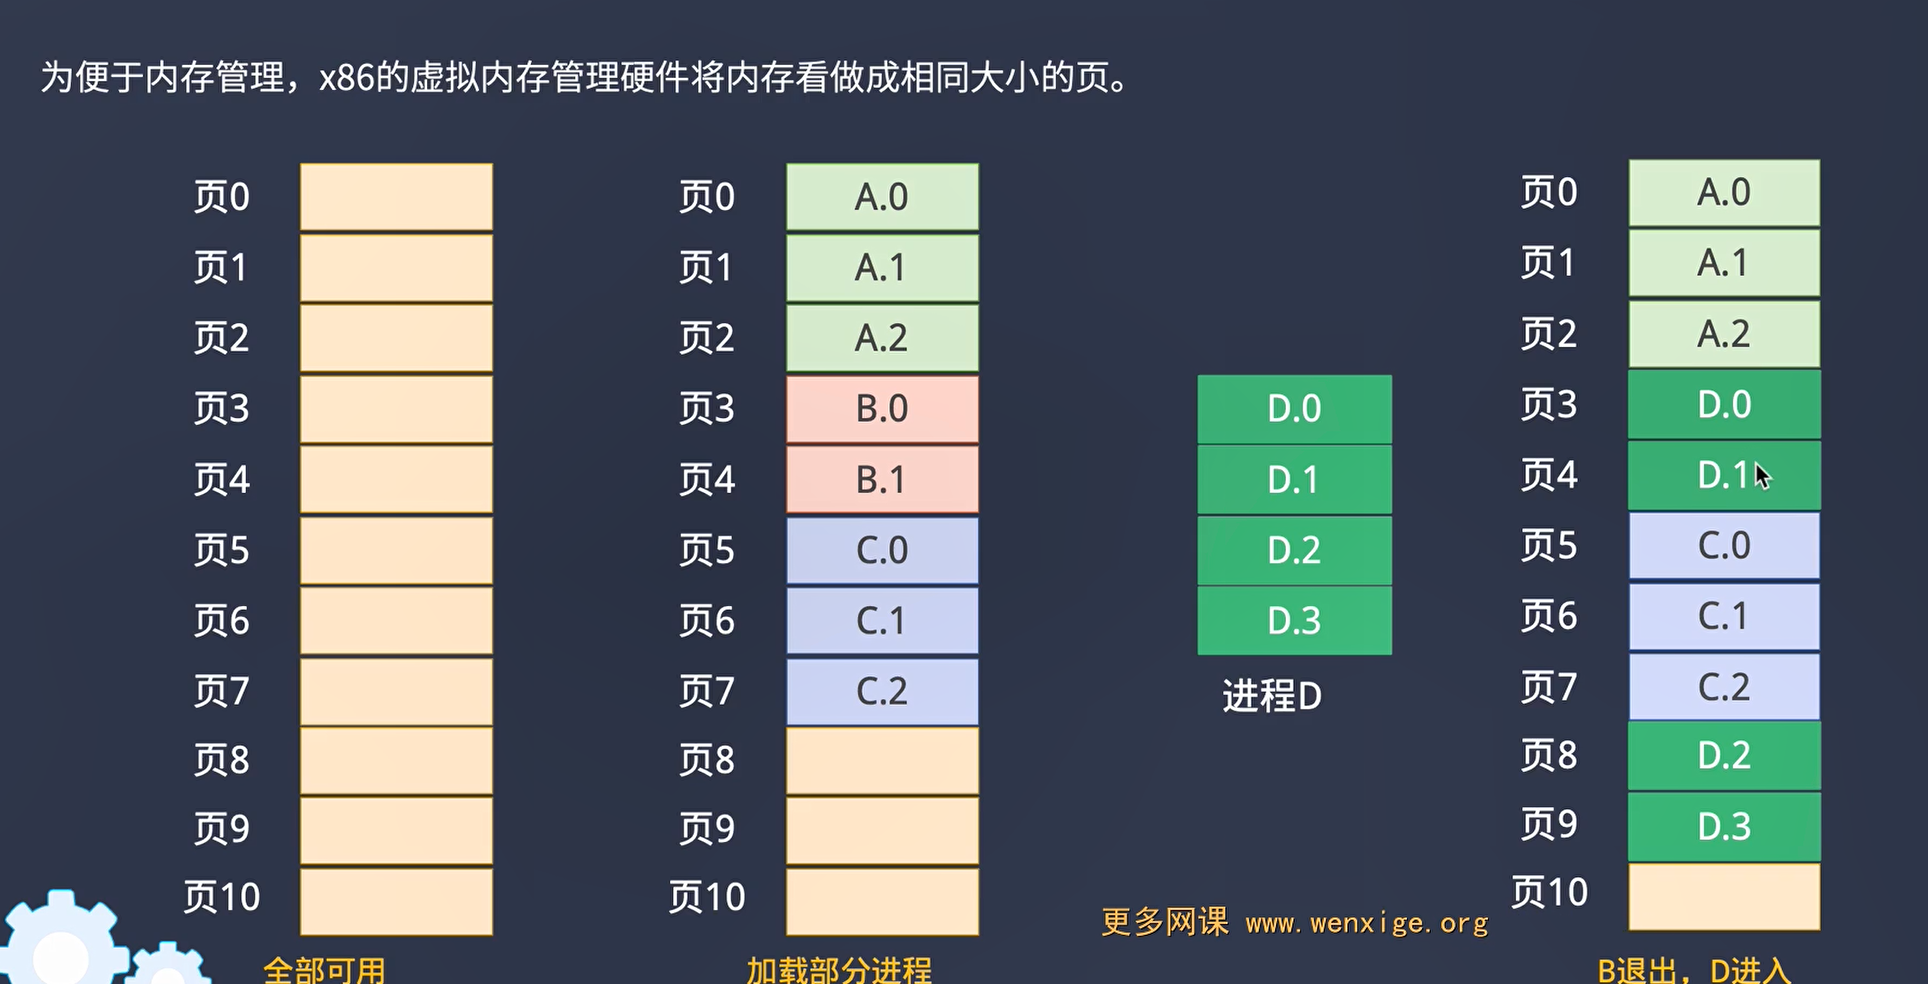 为便于内存管理，x86的虚拟内存管理硬件将内存看做成相同大小的页。
页0
页1
页2
页3
页4
页5
页6
页7
页8
页9
页10
全部可用
页0 A.0
页1 A.1
页2 A.2
页3 B.0
页4 B.1
页5 C.0
页6 C.1
页7 C.2
页8
页9
页10
加载部分进程
D.0
D.1
D.2
D.3
进程D
页0 A.0
页1 A.1
页2 A.2
页3 D.0
页4 D.1
页5 C.0
页6 C.1
页7 C.2
页8 D.2
页9 D.3
页10
B退出，D进入
更多网课 www.wenxige.org